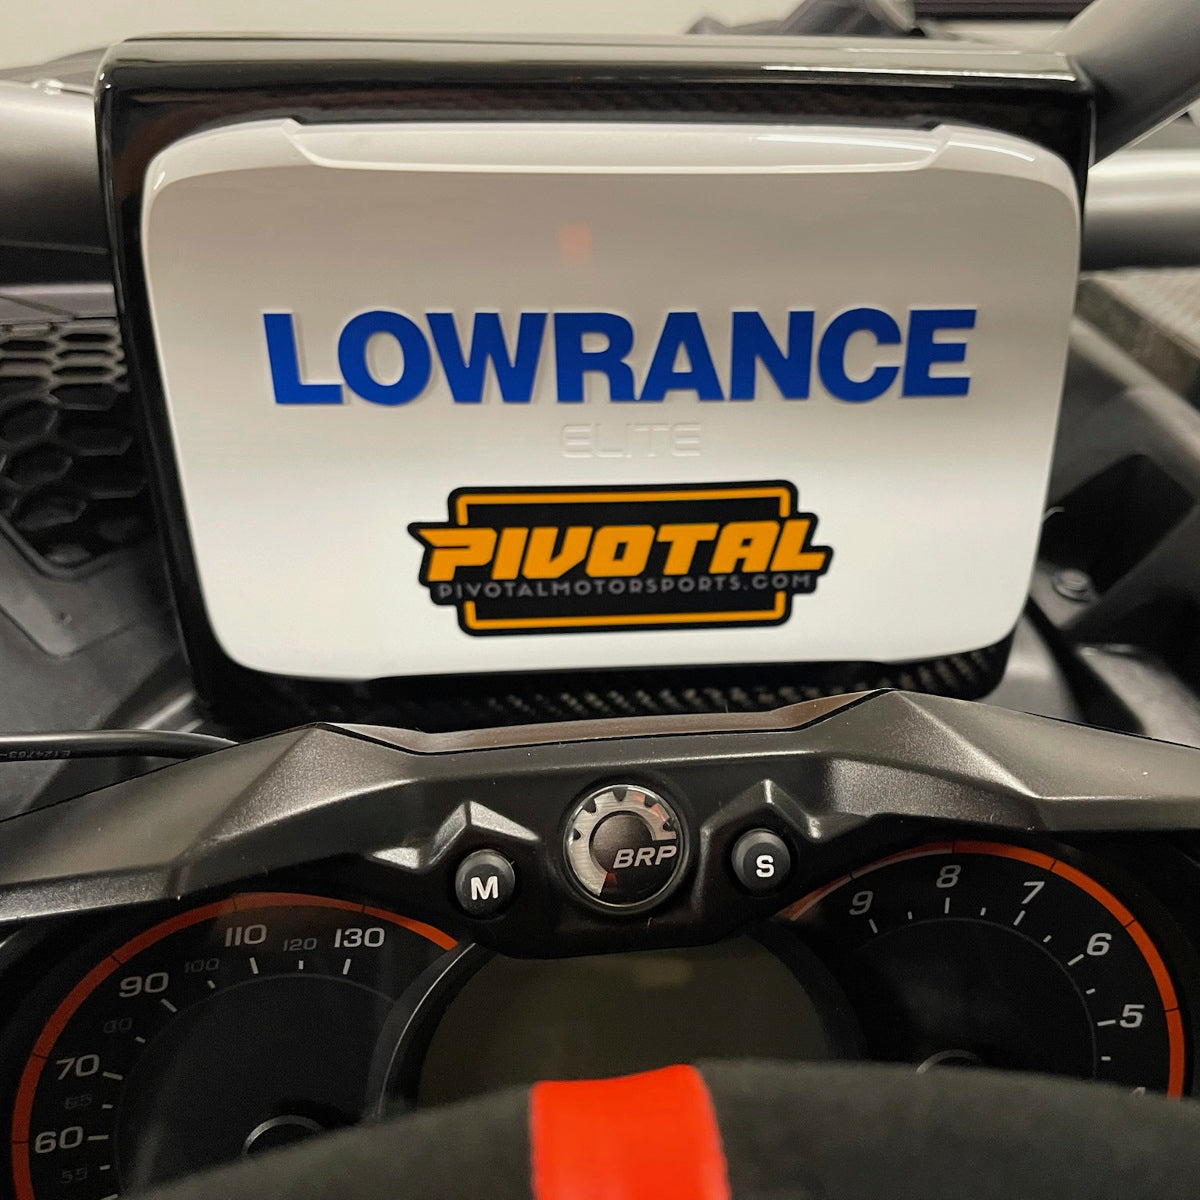 LOWRANCE
ELITE
PIVOTAL
PIVOTALMOTORSPORTS.COM
M
BRP
S
110
120
130
90
100
80
70
65
60
55
9
8
7
6
5